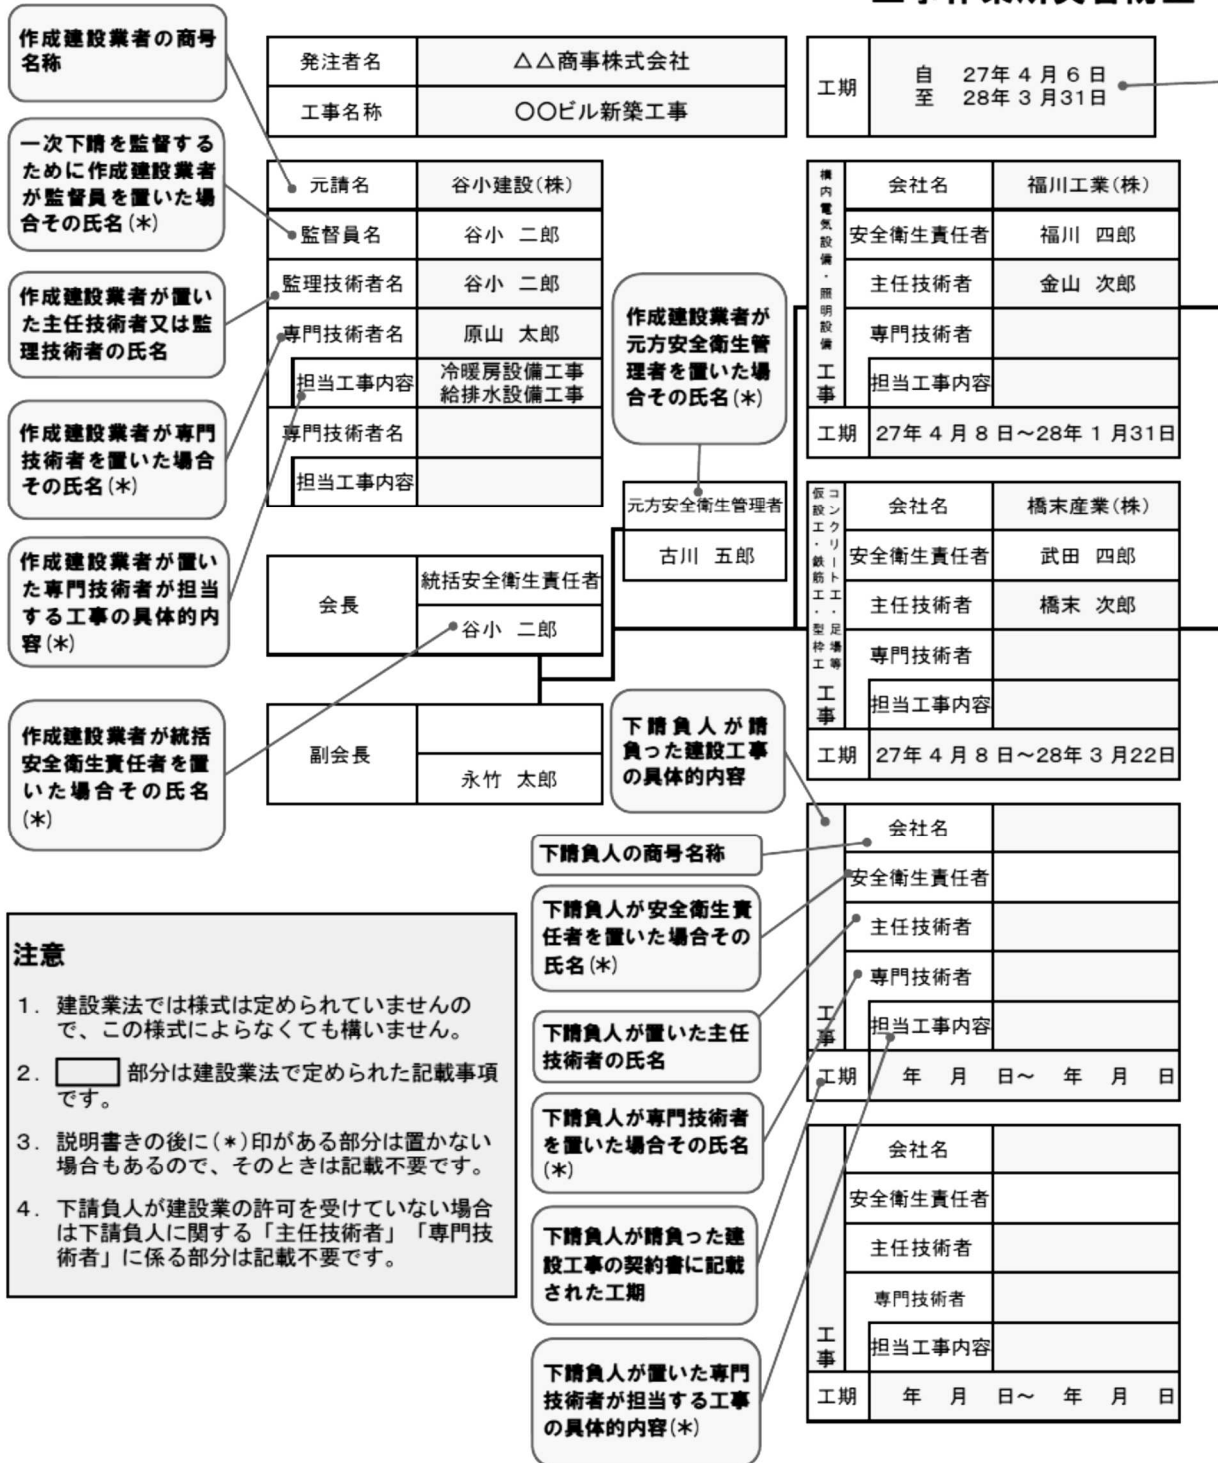 作成建設業者の商号
名称
一次下請を監督する
ために作成建設業者
が監督員を置いた場
合その氏名(*)
作成建設業者が置い
た主任技術者又は監
理技術者の氏名
作成建設業者が専門
技術者を置いた場合
その氏名(*)
作成建設業者が置い
た専門技術者が担当
する工事の具体的内
容(*)
作成建設業者が統括
安全衛生責任者を置
いた場合その氏名
(*)
発注者名 △△商事株式会社
工事名称 〇〇ビル新築工事
工期
自 27年 4 月 6 日
至 28年 3 月31日
元請名 谷小建設(株)
監督員名 谷小 二郎
監理技術者名 谷小 二郎
専門技術者名 原山 太郎
担当工事内容
冷暖房設備工事
給排水設備工事
専門技術者名
担当工事内容
作成建設業者が
元方安全衛生管
理者を置いた場
合その氏名(*)
元方安全衛生管理者
古川 五郎
会長
統括安全衛生責任者
谷小 二郎
副会長
永竹 太郎
構内電気設備・照明設備
工事
会社名 福川工業(株)
安全衛生責任者 福川 四郎
主任技術者 金山 次郎
専門技術者
担当工事内容
工期 27年 4 月 8 日～28年 1 月31日
コンクリート工・足場等
仮設工・鉄筋工・型枠工
工事
会社名 橋末産業(株)
安全衛生責任者 武田 四郎
主任技術者 橋末 次郎
専門技術者
担当工事内容
工期 27年 4 月 8 日～28年 3 月22日
下請負人が請
負った建設工事
の具体的内容
下請負人の商号名称
下請負人が安全衛生責
任者を置いた場合その
氏名(*)
下請負人が置いた主任
技術者の氏名
下請負人が専門技術者
を置いた場合その氏名
(*)
下請負人が請負った建
設工事の契約書に記載
された工期
下請負人が置いた専門
技術者が担当する工事
の具体的内容(*)
工事
会社名
安全衛生責任者
主任技術者
専門技術者
担当工事内容
工期 年 月 日～ 年 月 日
工事
会社名
安全衛生責任者
主任技術者
専門技術者
担当工事内容
工期 年 月 日～ 年 月 日
注意
1. 建設業法では様式は定められていませんの
で、この様式によらなくても構いません。
2. 部分は建設業法で定められた記載事項
です。
3. 説明書きの後に(*)印がある部分は置かない
場合もあるので、そのときは記載不要です。
4. 下請負人が建設業の許可を受けていない場合
は下請負人に関する「主任技術者」「専門技
術者」に係る部分は記載不要です。